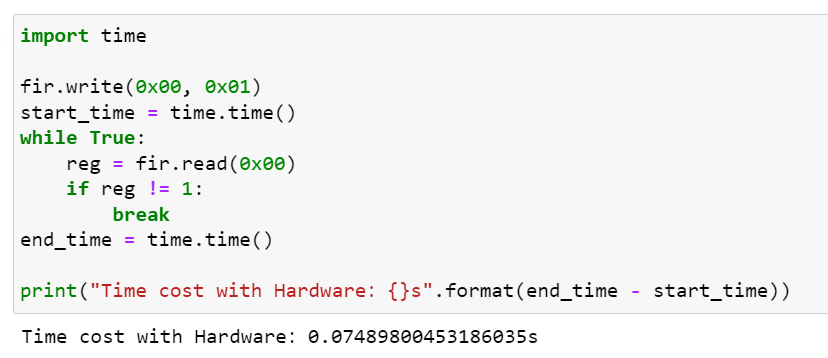 import time
fir.write(0x00, 0x01)
start_time = time.time()
while True:
    reg = fir.read(0x00)
    if reg != 1:
        break
end_time = time.time()
print("Time cost with Hardware: {}s".format(end_time - start_time))
Time cost with Hardware: 0.07489800453186035s